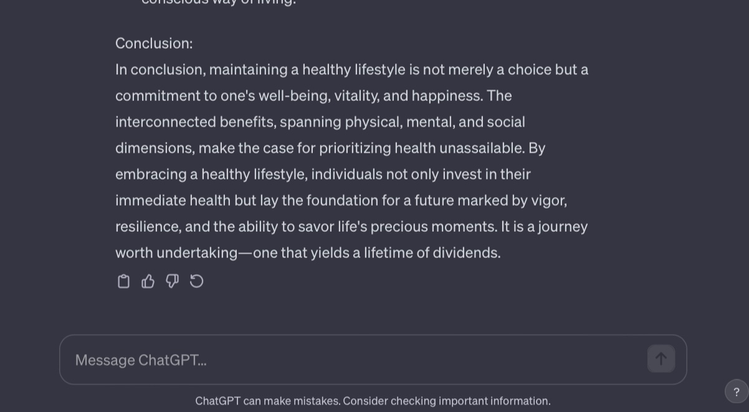 conscious way of living.
Conclusion:
In conclusion, maintaining a healthy lifestyle is not merely a choice but a
commitment to one's well-being, vitality, and happiness. The
interconnected benefits, spanning physical, mental, and social
dimensions, make the case for prioritizing health unassailable. By
embracing a healthy lifestyle, individuals not only invest in their
immediate health but lay the foundation for a future marked by vigor,
resilience, and the ability to savor life's precious moments. It is a journey
worth undertaking—one that yields a lifetime of dividends.
Message ChatGPT...
ChatGPT can make mistakes. Consider checking important information.
?